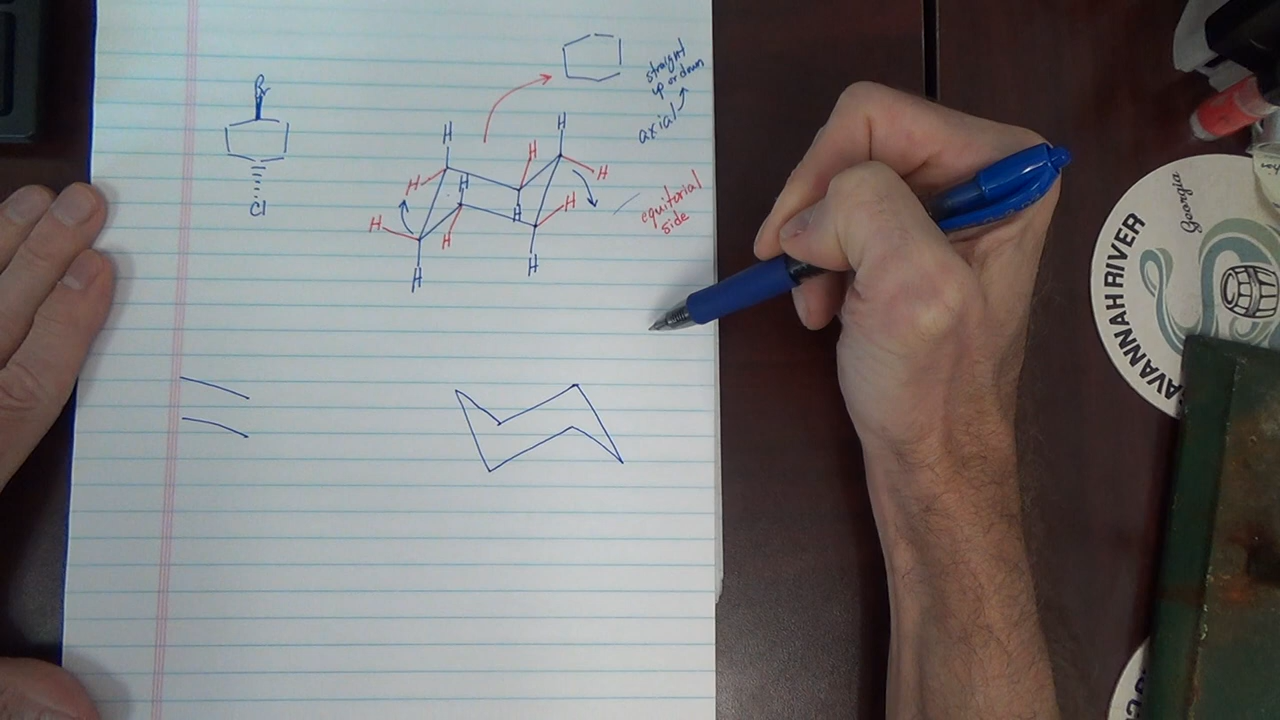 Br
Cl
straight
up or down
axial
H
H
H
H
H
H
H
H
H
H
H
H
equitorial
side
Georgia
SAVANNAH RIVER